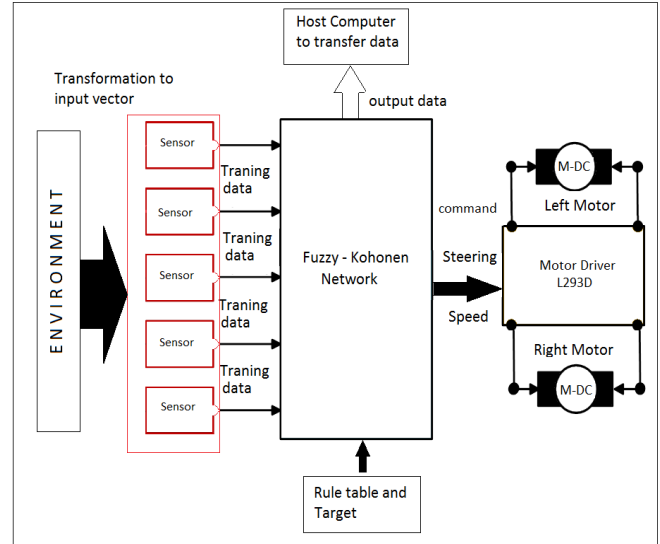 Host Computer
to transfer data
Transformation to
input vector
output data
ENVIRONMENT
Sensor
Sensor
Sensor
Sensor
Sensor
Traning
data
Traning
data
Traning
data
Traning
data
Fuzzy - Kohonen
Network
Rule table and
Target
command
Steering
Speed
M-DC
Left Motor
Motor Driver
L293D
Right Motor
M-DC